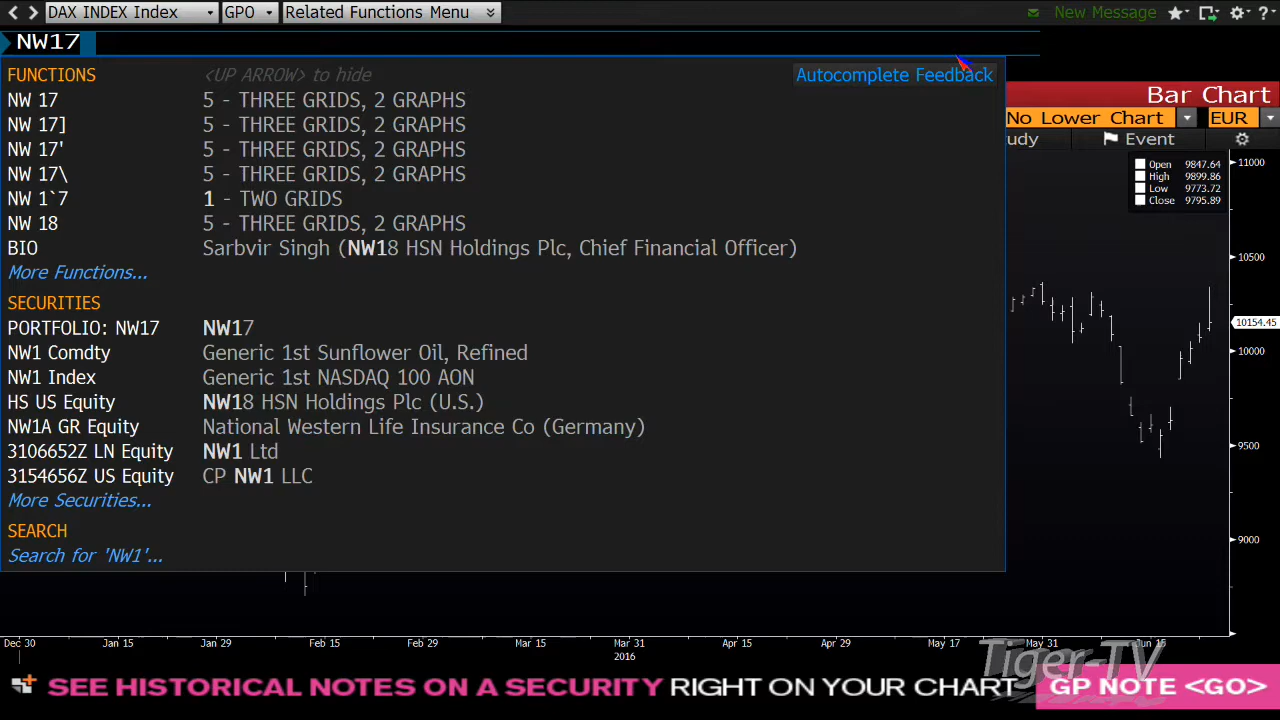 DAX INDEX Index GPO Related Functions Menu New Message ?
NW17
FUNCTIONS <UP ARROW> to hide Autocomplete Feedback
NW 17 5 - THREE GRIDS, 2 GRAPHS
NW 17] 5 - THREE GRIDS, 2 GRAPHS
NW 17' 5 - THREE GRIDS, 2 GRAPHS
NW 17\ 5 - THREE GRIDS, 2 GRAPHS
NW 1`7 1 - TWO GRIDS
NW 18 5 - THREE GRIDS, 2 GRAPHS
BIO Sarbvir Singh (NW18 HSN Holdings Plc, Chief Financial Officer)
More Functions...
SECURITIES
PORTFOLIO: NW17 NW17
NW1 Comdty Generic 1st Sunflower Oil, Refined
NW1 Index Generic 1st NASDAQ 100 AON
HS US Equity NW18 HSN Holdings Plc (U.S.)
NW1A GR Equity National Western Life Insurance Co (Germany)
3106652Z LN Equity NW1 Ltd
3154656Z US Equity CP NW1 LLC
More Securities...
SEARCH
Search for 'NW1'...
Bar Chart
No Lower Chart EUR
udy Event
Open 9847.64
High 9899.86
Low 9773.72
Close 9795.89
11000
10500
10154.45
10000
9500
9000
Dec 30 Jan 15 Jan 29 Feb 15 Feb 29 Mar 15 Mar 31 Apr 15 Apr 29 May 17 May 31 Jun 15
2016
Tiger-TV
SEE HISTORICAL NOTES ON A SECURITY RIGHT ON YOUR CHART GP NOTE <GO>